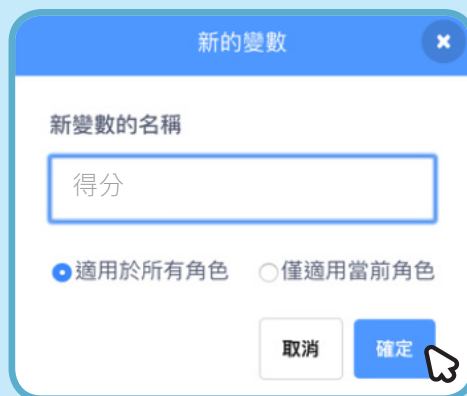 新的變數
新變數的名稱
得分
適用於所有角色 僅適用當前角色
取消 確定